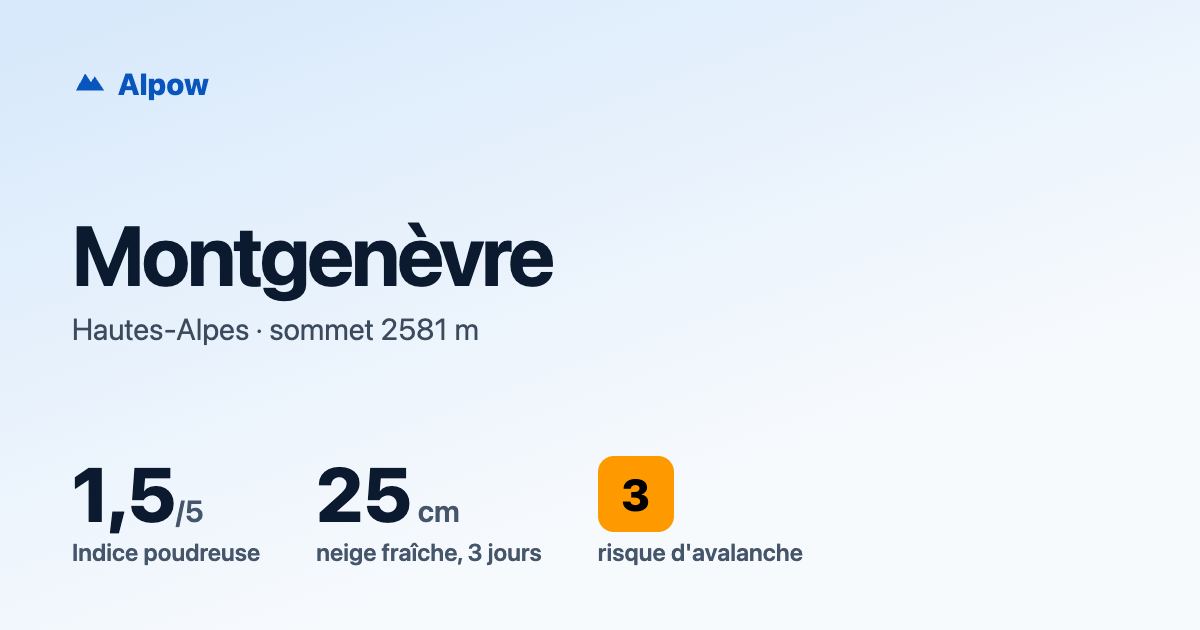 Alpow
Montgenèvre
Hautes-Alpes · sommet 2581 m
1,5/5
Indice poudreuse
25 cm
neige fraîche, 3 jours
3
risque d'avalanche